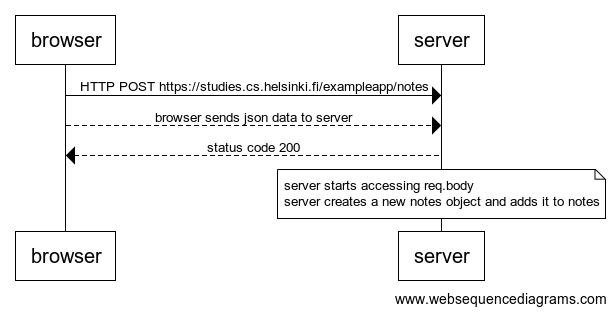 browser server
HTTP POST https://studies.cs.helsinki.fi/exampleapp/notes
browser sends json data to server
status code 200
server starts accessing req.body
server creates a new notes object and adds it to notes
browser server
www.websequencediagrams.com